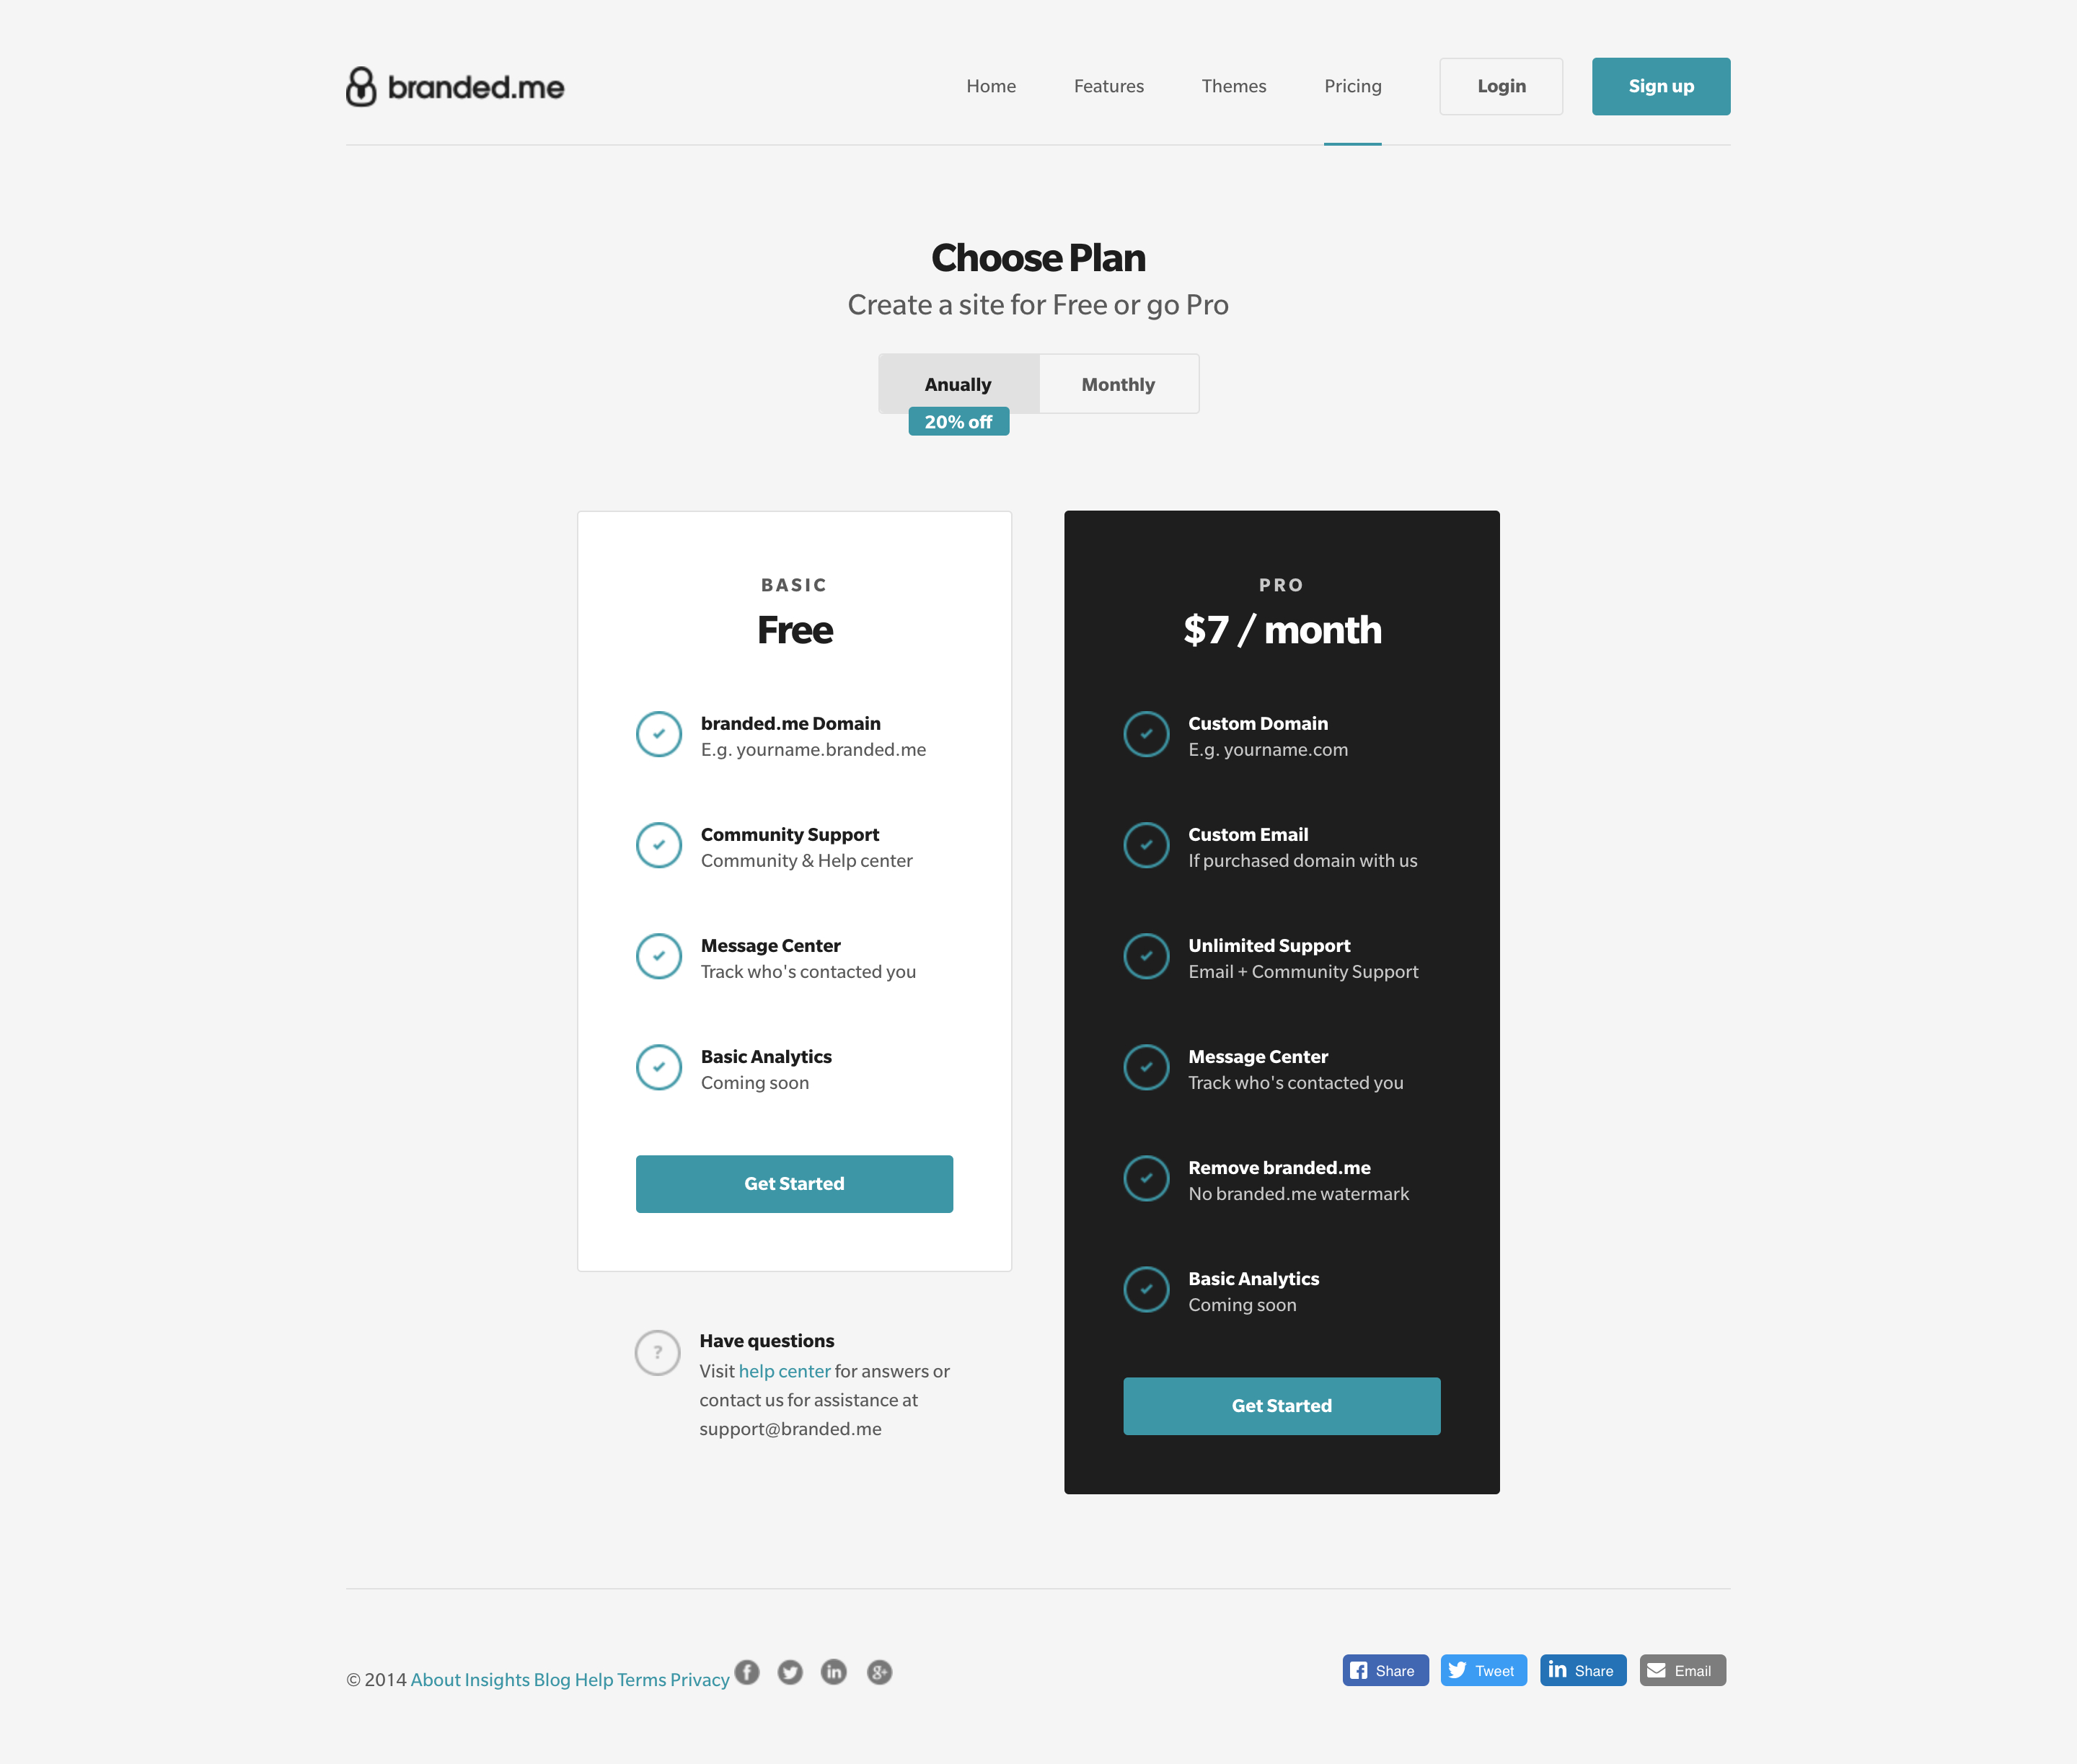 branded.me
Home
Features
Themes
Pricing
Login
Sign up
Choose Plan
Create a site for Free or go Pro
Anually
Monthly
20% off
BASIC
Free
branded.me Domain
E.g. yourname.branded.me
Community Support
Community & Help center
Message Center
Track who's contacted you
Basic Analytics
Coming soon
Get Started
?
Have questions
Visit help center for answers or
contact us for assistance at
support@branded.me
PRO
$7 / month
Custom Domain
E.g. yourname.com
Custom Email
If purchased domain with us
Unlimited Support
Email + Community Support
Message Center
Track who's contacted you
Remove branded.me
No branded.me watermark
Basic Analytics
Coming soon
Get Started
© 2014 About Insights Blog Help Terms Privacy
Share
Tweet
Share
Email